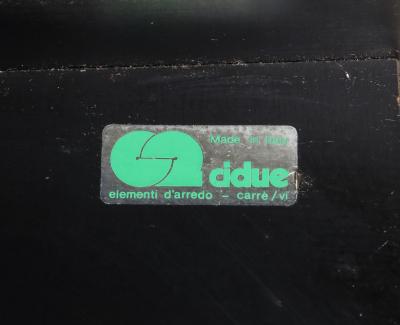 Made in Italy
cidue
elementi d'arredo - carrè/vi